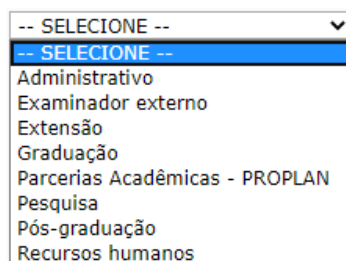 -- SELECIONE --
-- SELECIONE --
Administrativo
Examinador externo
Extensão
Graduação
Parcerias Acadêmicas - PROPLAN
Pesquisa
Pós-graduação
Recursos humanos